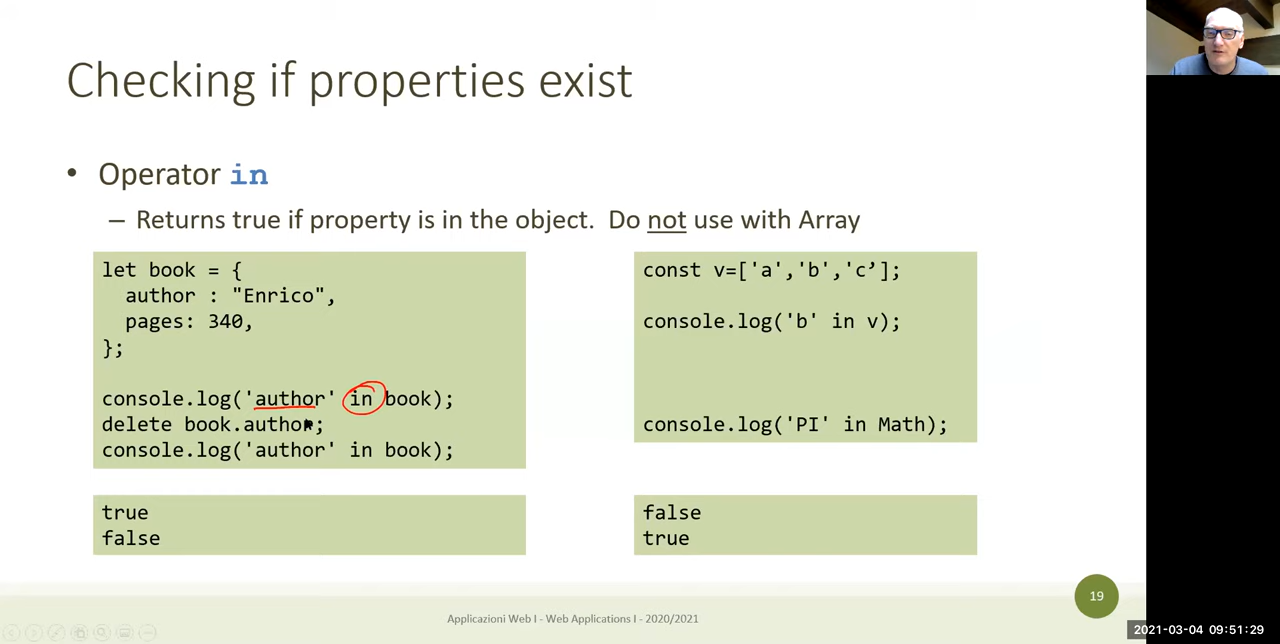 Checking if properties exist
• Operator in
– Returns true if property is in the object. Do not use with Array
let book = {
author : "Enrico",
pages: 340,
};
console.log('author' in book);
delete book.author;
console.log('author' in book);
true
false
const v=['a','b','c’];
console.log('b' in v);
console.log('PI' in Math);
false
true
19
Applicazioni Web I - Web Applications I - 2020/2021
2021-03-04 09:51:29